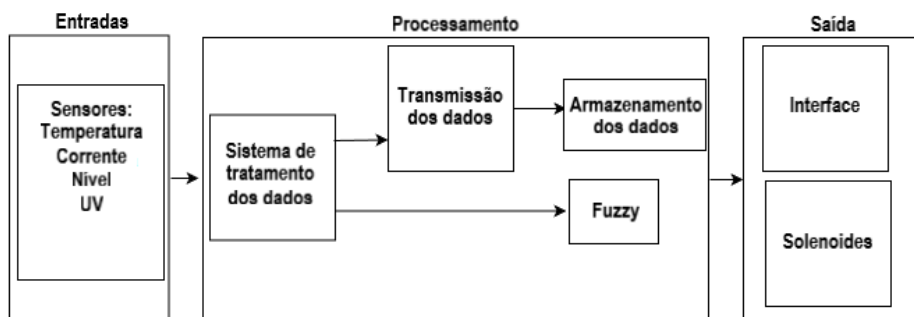 Entradas
Sensores:
Temperatura
Corrente
Nível
UV
Processamento
Sistema de
tratamento
dos dados
Transmissão
dos dados
Armazenamento
dos dados
Fuzzy
Saída
Interface
Solenoides